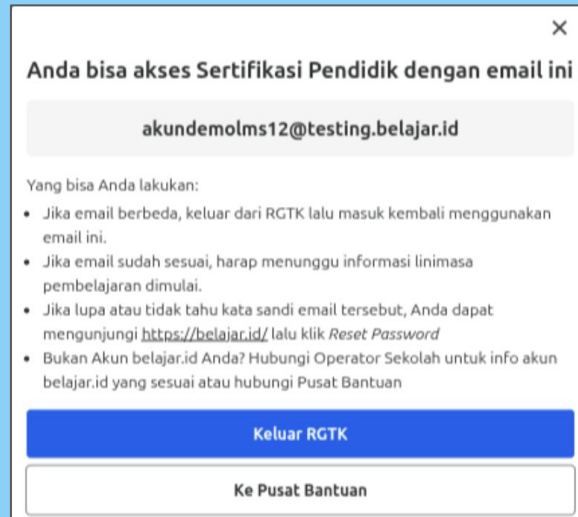 Anda bisa akses Sertifikasi Pendidik dengan email ini
akundemolms12@testing.belajar.id
Yang bisa Anda lakukan:
• Jika email berbeda, keluar dari RGTK lalu masuk kembali menggunakan
email ini.
• Jika email sudah sesuai, harap menunggu informasi linimasa
pembelajaran dimulai.
• Jika lupa atau tidak tahu kata sandi email tersebut, Anda dapat
mengunjungi https://belajar.id/ lalu klik Reset Password
• Bukan Akun belajar.id Anda? Hubungi Operator Sekolah untuk info akun
belajar.id yang sesuai atau hubungi Pusat Bantuan
Keluar RGTK
Ke Pusat Bantuan